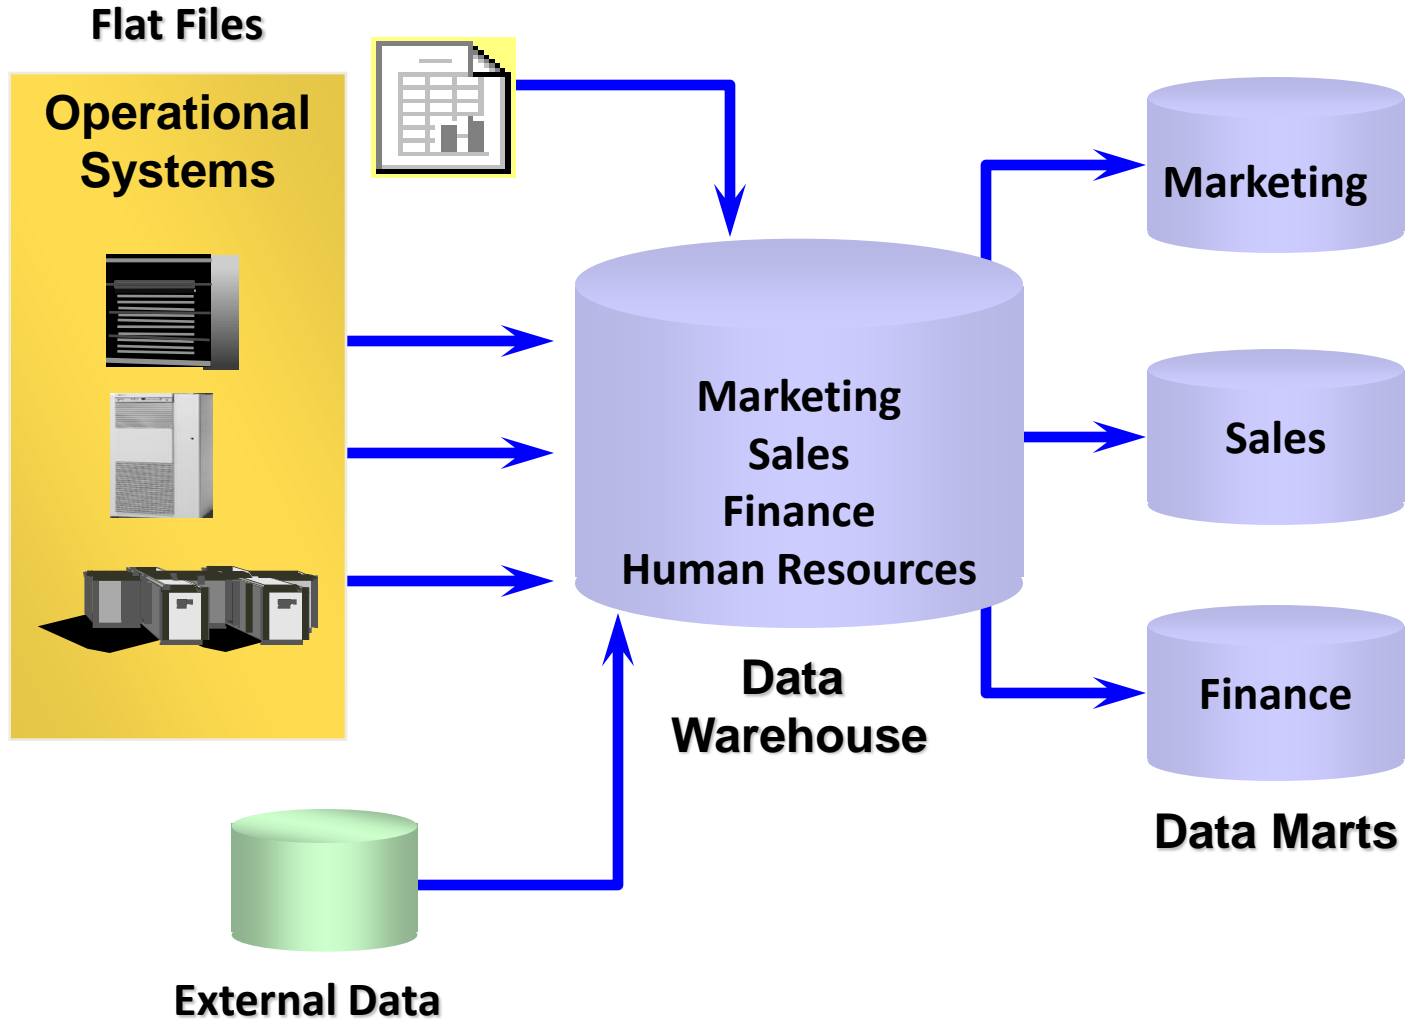 Flat Files
Operational
Systems
Marketing
Sales
Finance
Human Resources
Data
Warehouse
External Data
Marketing
Sales
Finance
Data Marts